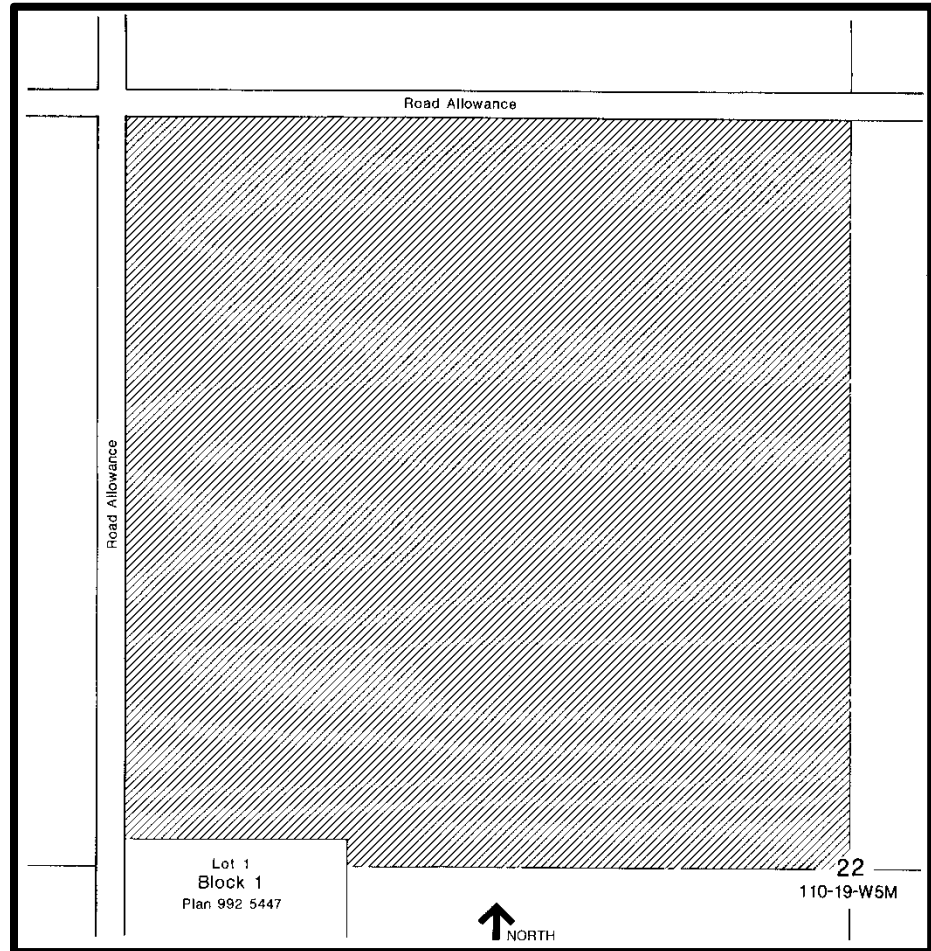 Road Allowance
Road Allowance
Lot 1
Block 1
Plan 992 5447
22
110-19-W5M
NORTH